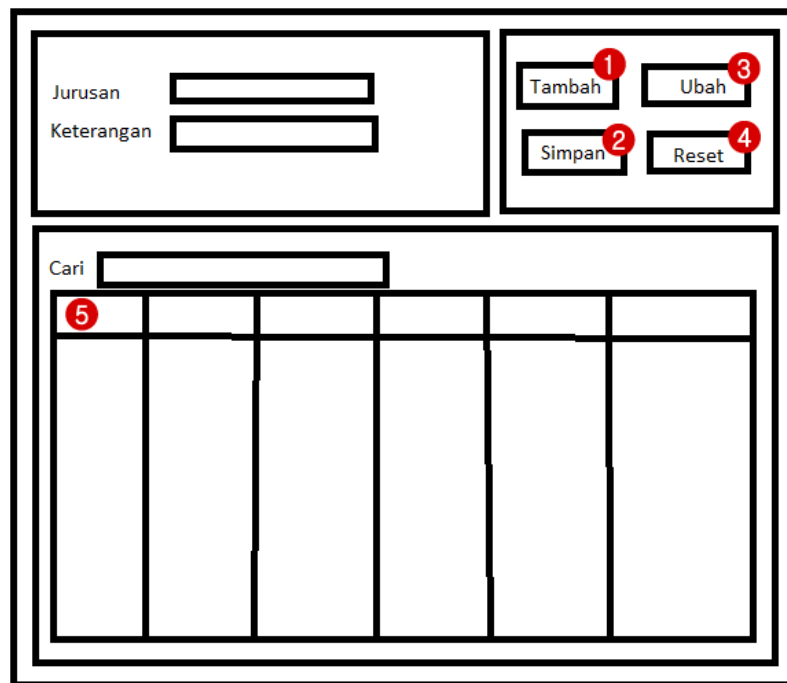 Jurusan
Keterangan
Tambah 1
Ubah 3
Simpan 2
Reset 4
Cari
5